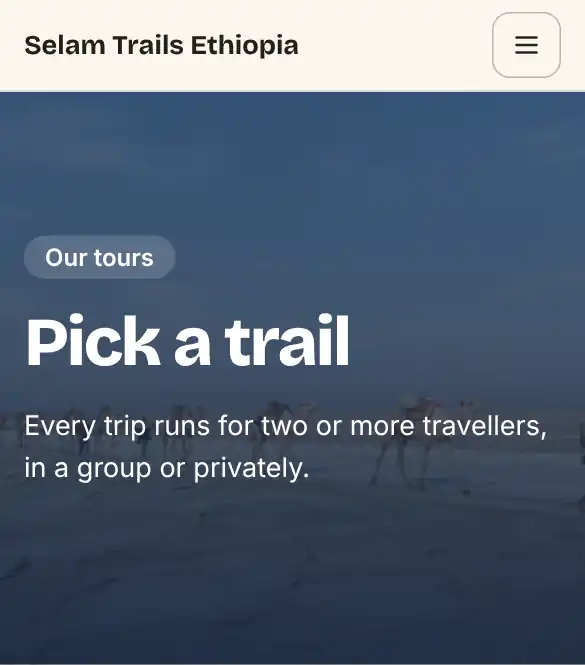 Selam Trails Ethiopia
Our tours
Pick a trail
Every trip runs for two or more travellers,
in a group or privately.